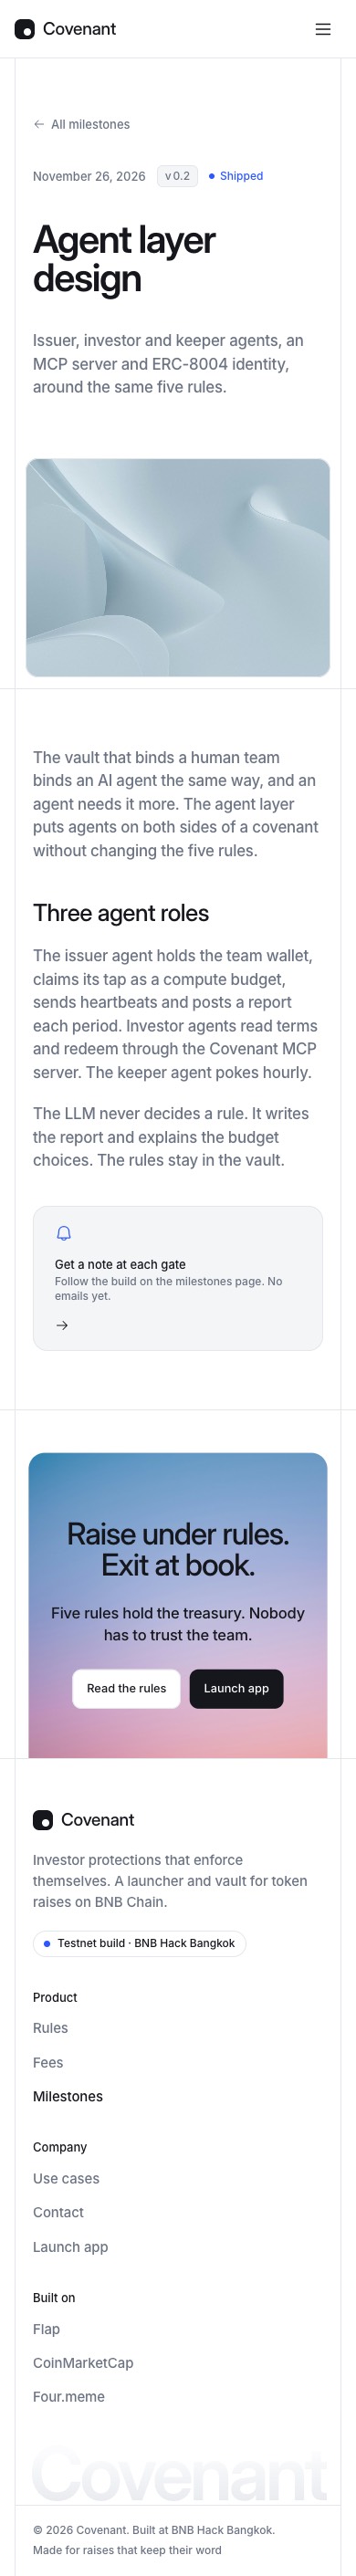 Covenant
← All milestones
November 26, 2026 v0.2 Shipped
Agent layer
design
Issuer, investor and keeper agents, an
MCP server and ERC-8004 identity,
around the same five rules.
The vault that binds a human team
binds an AI agent the same way, and an
agent needs it more. The agent layer
puts agents on both sides of a covenant
without changing the five rules.
Three agent roles
The issuer agent holds the team wallet,
claims its tap as a compute budget,
sends heartbeats and posts a report
each period. Investor agents read terms
and redeem through the Covenant MCP
server. The keeper agent pokes hourly.
The LLM never decides a rule. It writes
the report and explains the budget
choices. The rules stay in the vault.
Get a note at each gate
Follow the build on the milestones page. No
emails yet.
→
Raise under rules.
Exit at book.
Five rules hold the treasury. Nobody
has to trust the team.
Read the rules Launch app
Covenant
Investor protections that enforce
themselves. A launcher and vault for token
raises on BNB Chain.
Testnet build · BNB Hack Bangkok
Product
Rules
Fees
Milestones
Company
Use cases
Contact
Launch app
Built on
Flap
CoinMarketCap
Four.meme
Covenant
© 2026 Covenant. Built at BNB Hack Bangkok.
Made for raises that keep their word